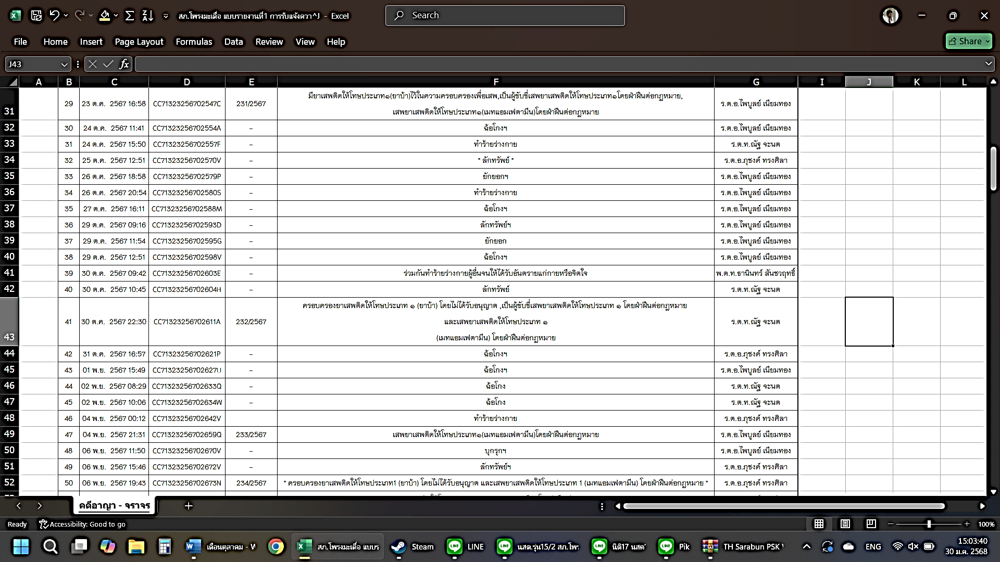 สภ.โพรงมะเดื่อ แบบรายงานที่1 การรับแจ้งควา^J - Excel
Search
File Home Insert Page Layout Formulas Data Review View Help
Share
J43
fx
A B C D E F G I J K L
31 29 23 ต.ค. 2567 16:58 CC71323256702547C 231/2567 มียาเสพติดให้โทษประเภท๑(ยาบ้า)ไว้ในความครอบครองเพื่อเสพ,เป็นผู้ขับขี่เสพยาเสพติดให้โทษประเภท๑โดยฝ่าฝืนต่อกฎหมาย,
เสพยาเสพติดให้โทษประเภท๑(เมทแอมเฟตามีน)โดยฝ่าฝืนต่อกฎหมาย ร.ต.อ.ไพบูลย์ เนียมทอง
32 30 24 ต.ค. 2567 11:41 CC71323256702554A - ฉ้อโกงฯ ร.ต.อ.ไพบูลย์ เนียมทอง
33 31 24 ต.ค. 2567 15:50 CC71323256702557F - ทำร้ายร่างกาย ร.ต.ท.ณัฐ จะนต
34 32 25 ต.ค. 2567 12:51 CC71323256702570V - " ลักทรัพย์ " ร.ต.อ.ภุชงค์ ทรงศิลา
35 33 26 ต.ค. 2567 18:58 CC71323256702579P - ยักยอกฯ ร.ต.อ.ไพบูลย์ เนียมทอง
36 34 26 ต.ค. 2567 20:54 CC71323256702580S - ทำร้ายร่างกาย ร.ต.อ.ไพบูลย์ เนียมทอง
37 35 27 ต.ค. 2567 16:11 CC71323256702588M - ฉ้อโกงฯ ร.ต.อ.ไพบูลย์ เนียมทอง
38 36 29 ต.ค. 2567 09:16 CC71323256702593D - ลักทรัพย์ฯ ร.ต.อ.ไพบูลย์ เนียมทอง
39 37 29 ต.ค. 2567 11:54 CC71323256702595G - ยักยอก ร.ต.อ.ไพบูลย์ เนียมทอง
40 38 29 ต.ค. 2567 12:51 CC71323256702598V - ฉ้อโกงฯ ร.ต.อ.ไพบูลย์ เนียมทอง
41 39 30 ต.ค. 2567 09:42 CC71323256702603E - ร่วมกันทำร้ายร่างกายผู้อื่นจนให้ได้รับอันตรายแก่กายหรือจิตใจ พ.ต.ท.ธานินทร์ สันชวฤทธิ์
42 40 30 ต.ค. 2567 10:45 CC71323256702604H - ลักทรัพย์ ร.ต.ท.ณัฐ จะนต
43 41 30 ต.ค. 2567 22:30 CC71323256702611A 232/2567 ครอบครองยาเสพติดให้โทษประเภท ๑ (ยาบ้า) โดยไม่ได้รับอนุญาต ,เป็นผู้ขับขี่เสพยาเสพติดให้โทษประเภท ๑ โดยฝ่าฝืนต่อกฎหมาย
และเสพยาเสพติดให้โทษประเภท ๑
(เมทแอมเฟตามีน) โดยฝ่าฝืนต่อกฎหมาย ร.ต.ท.ณัฐ จะนต
44 42 31 ต.ค. 2567 16:57 CC71323256702621P - ฉ้อโกงฯ ร.ต.อ.ภุชงค์ ทรงศิลา
45 43 01 พ.ย. 2567 15:49 CC71323256702627U - ฉ้อโกงฯ ร.ต.อ.ไพบูลย์ เนียมทอง
46 44 02 พ.ย. 2567 08:29 CC71323256702633Q - ฉ้อโกง ร.ต.ท.ณัฐ จะนต
47 45 02 พ.ย. 2567 10:06 CC71323256702634W - ฉ้อโกง ร.ต.ท.ณัฐ จะนต
48 46 04 พ.ย. 2567 00:12 CC71323256702642V ทำร้ายร่างกาย ร.ต.อ.ภุชงค์ ทรงศิลา
49 47 04 พ.ย. 2567 21:31 CC71323256702659Q 233/2567 เสพยาเสพติดให้โทษประเภท๑(เมทแอมเฟตามีน)โดยฝ่าฝืนต่อกฎหมาย ร.ต.อ.ไพบูลย์ เนียมทอง
50 48 06 พ.ย. 2567 11:50 CC71323256702670V - บุกรุกฯ ร.ต.อ.ไพบูลย์ เนียมทอง
51 49 06 พ.ย. 2567 15:46 CC71323256702672V - ลักทรัพย์ฯ ร.ต.อ.ภุชงค์ ทรงศิลา
52 50 06 พ.ย. 2567 19:43 CC71323256702673N 234/2567 " ครอบครองยาเสพติดให้โทษประเภท1 (ยาบ้า) โดยไม่ได้รับอนุญาต และเสพยาเสพติดให้โทษประเภท 1 (เมทแอมเฟตามีน) โดยฝ่าฝืนต่อกฎหมาย " ร.ต.อ.ภุชงค์ ทรงศิลา
คดีอาญา - จราจร
Ready Accessibility: Good to go 100%
เดือนตุลาคม - W สภ.โพรงมะเดื่อ แบบร Steam LINE นสต.รุ่น15/2 สภ.โพร นิติ17 นสต Pik TH Sarabun PSK ENG 15:03:40
30 ม.ค. 2568